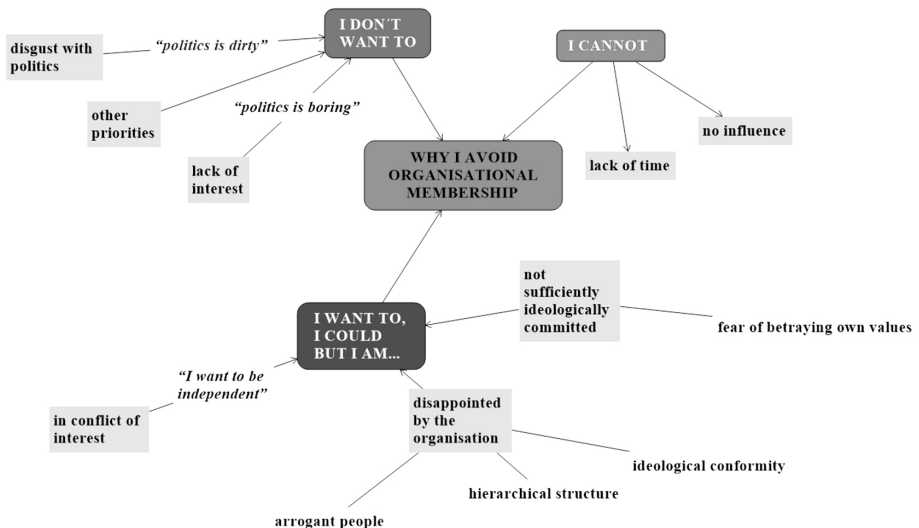 I DON´T
WANT TO
I CANNOT
disgust with
politics
“politics is dirty”
other
priorities
“politics is boring”
lack of
interest
no influence
lack of time
WHY I AVOID
ORGANISATIONAL
MEMBERSHIP
I WANT TO,
I COULD
BUT I AM...
not
sufficiently
ideologically
committed
fear of betraying own values
“I want to be
independent”
in conflict of
interest
disappointed
by the
organisation
ideological conformity
hierarchical structure
arrogant people